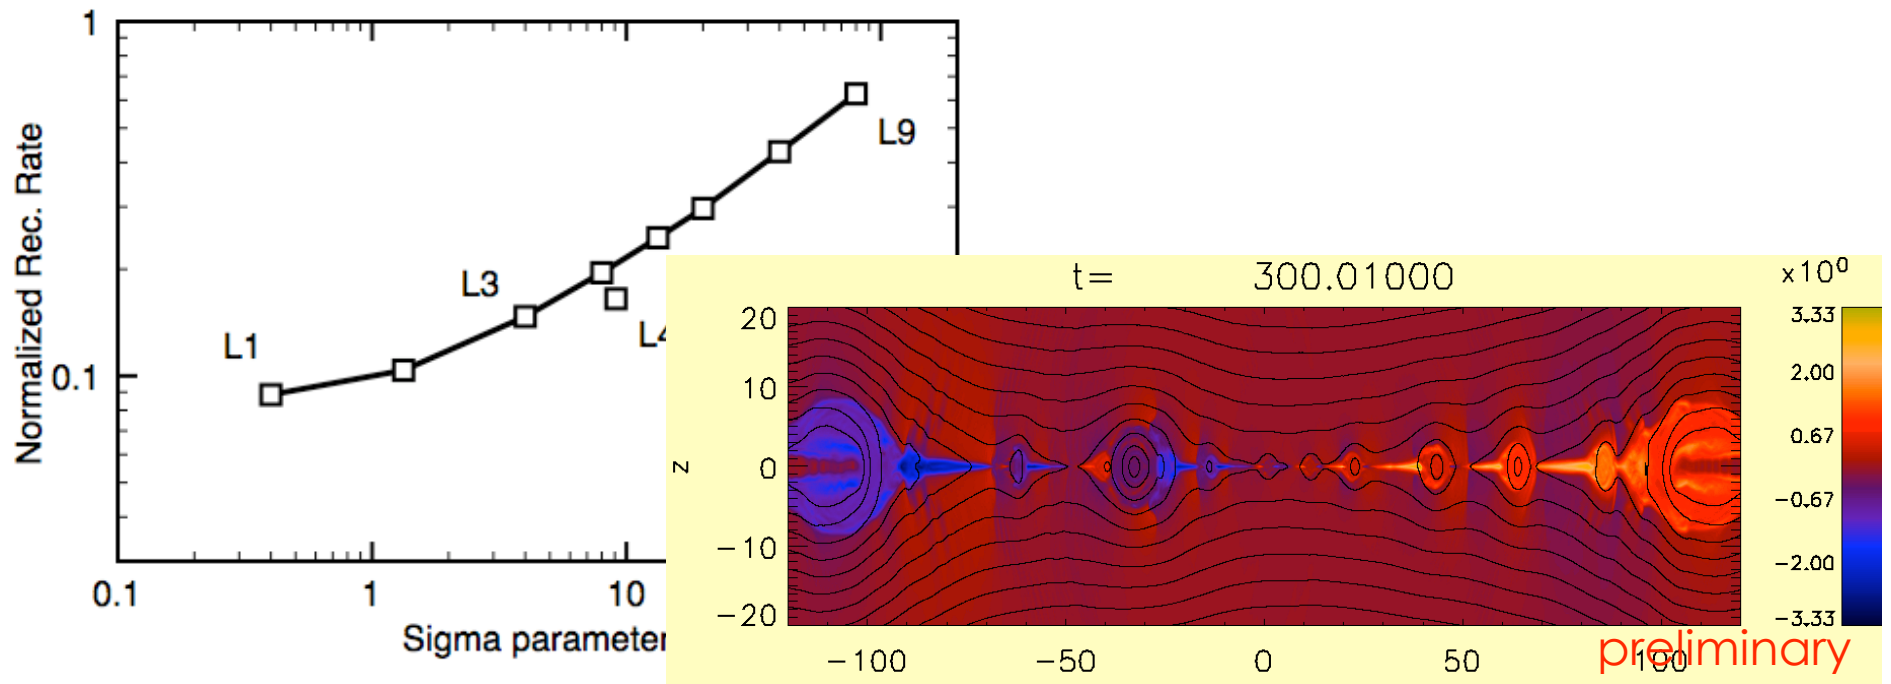 1
0.1
Normalized Rec. Rate
L1
L3
L4
L9
0.1
1
10
Sigma parameter
t= 300.01000
x10⁰
20
10
0
−10
−20
z
−100
−50
0
50
100
3.33
2.00
0.67
−0.67
−2.00
−3.33
preliminary